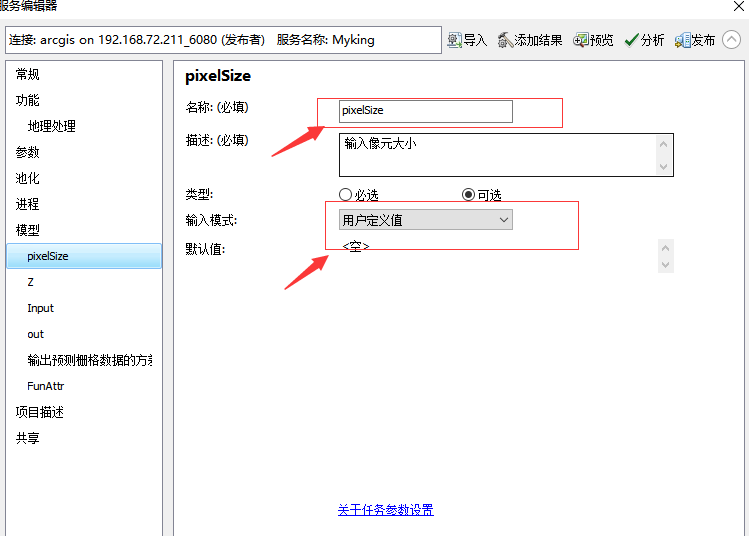 服务编辑器
连接: arcgis on 192.168.72.211_6080 (发布者) 服务名称: Myking
导入 添加结果 预览 分析 发布
常规
功能
地理处理
参数
池化
进程
模型
pixelSize
Z
Input
out
输出预测栅格数据的方差
FunAttr
项目描述
共享
pixelSize
名称: (必填)
pixelSize
描述: (必填)
输入像元大小
类型:
必选 可选
输入模式:
用户定义值
默认值:
<空>
关于任务参数设置